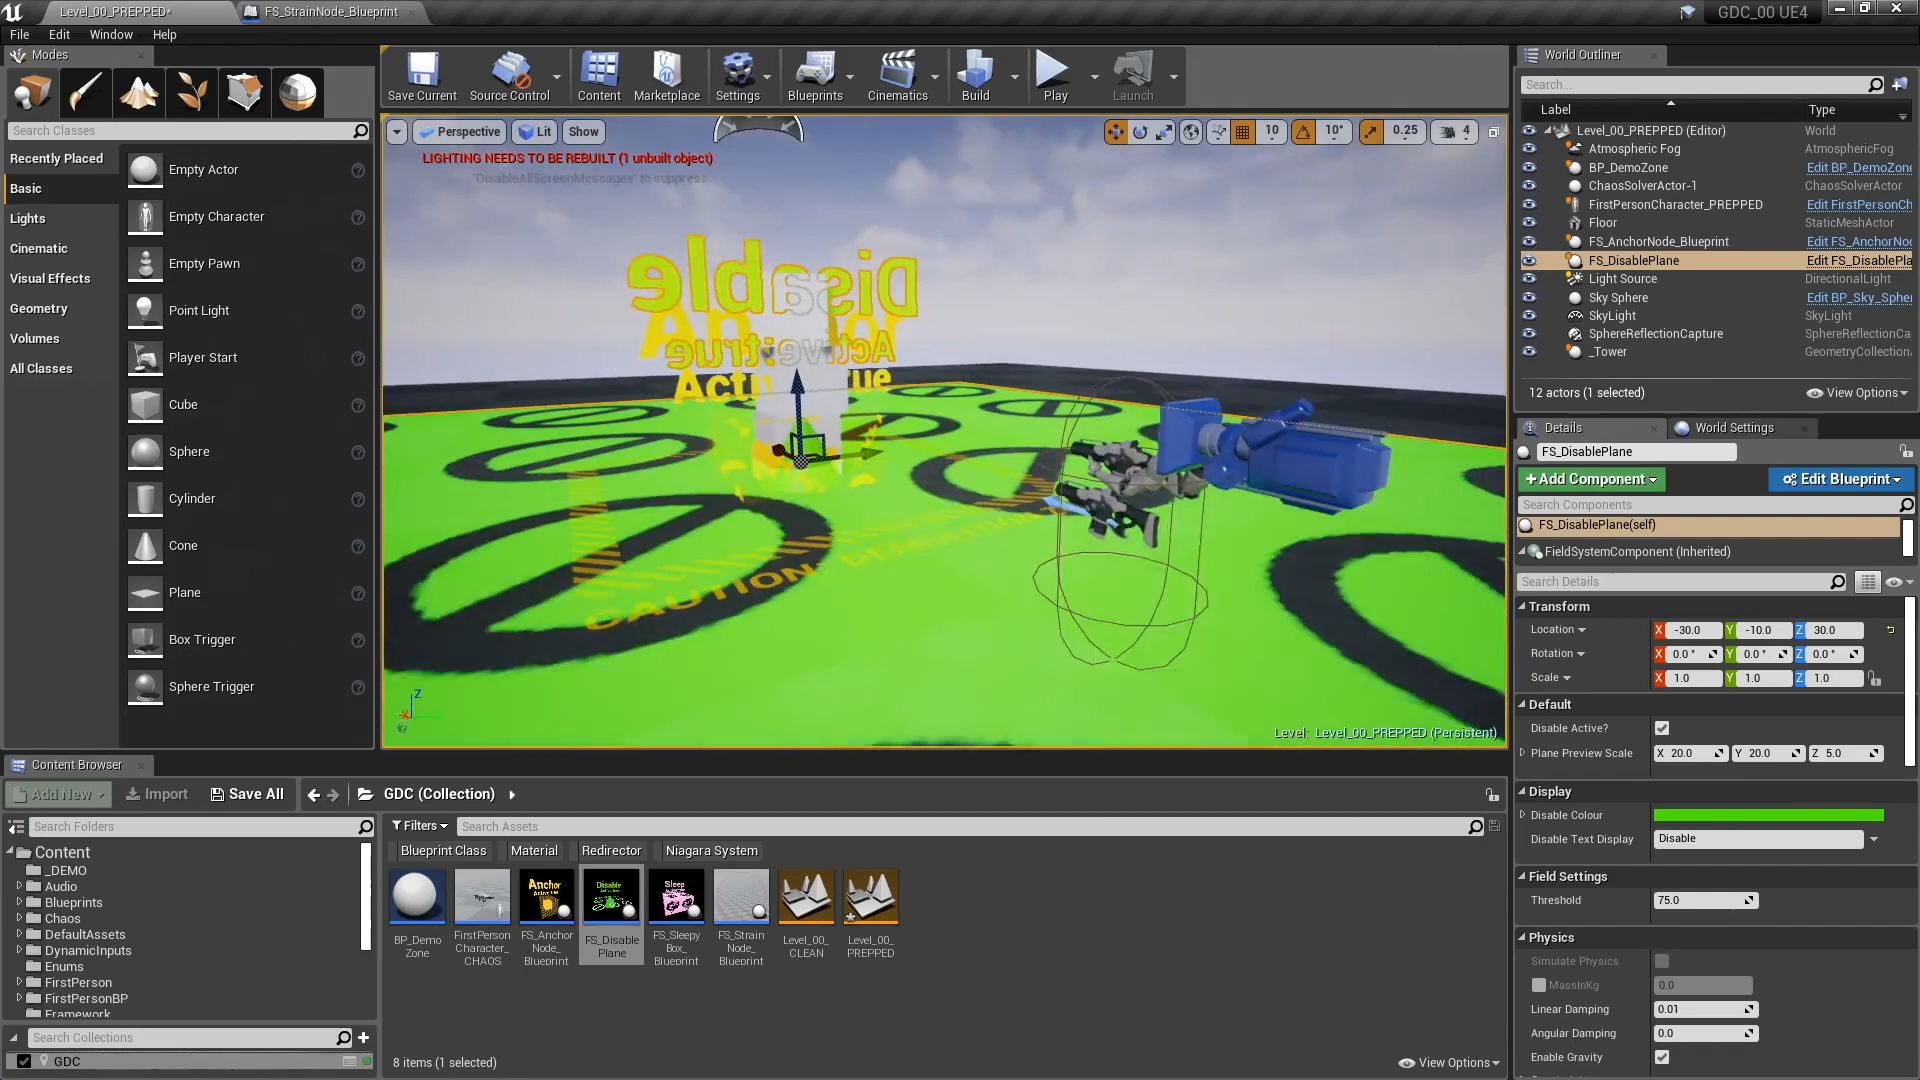 Level_00_PREPPED*
FS_StrainNode_Blueprint
GDC_00 UE4
File Edit Window Help
Modes
Search Classes
Recently Placed
Basic
Lights
Cinematic
Visual Effects
Geometry
Volumes
All Classes
Empty Actor
Empty Character
Empty Pawn
Point Light
Player Start
Cube
Sphere
Cylinder
Cone
Plane
Box Trigger
Sphere Trigger
Save Current
Source Control
Content
Marketplace
Settings
Blueprints
Cinematics
Build
Play
Launch
Perspective
Lit
Show
10
10°
0.25
4
LIGHTING NEEDS TO BE REBUILT (1 unbuilt object)
'DisableAllScreenMessages' to suppress
Disable
Active:true
CAUTION:
Z
X
Level: Level_00_PREPPED (Persistent)
World Outliner
Search...
Label Type
Level_00_PREPPED (Editor) World
Atmospheric Fog AtmosphericFog
BP_DemoZone Edit BP_DemoZone
ChaosSolverActor-1 ChaosSolverActor
FirstPersonCharacter_PREPPED Edit FirstPersonCh
Floor StaticMeshActor
FS_AnchorNode_Blueprint Edit FS_AnchorNod
FS_DisablePlane Edit FS_DisablePla
Light Source DirectionalLight
Sky Sphere Edit BP_Sky_Spher
SkyLight SkyLight
SphereReflectionCapture SphereReflectionCa
_Tower GeometryCollection
12 actors (1 selected)
View Options
Details
World Settings
FS_DisablePlane
+Add Component
Edit Blueprint
Search Components
FS_DisablePlane(self)
FieldSystemComponent (Inherited)
Search Details
Transform
Location X -30.0 Y -10.0 Z 30.0
Rotation X 0.0 ° Y 0.0 ° Z 0.0 °
Scale X 1.0 Y 1.0 Z 1.0
Default
Disable Active?
Plane Preview Scale X 20.0 Y 20.0 Z 5.0
Display
Disable Colour
Disable Text Display Disable
Field Settings
Threshold 75.0
Physics
Simulate Physics
MassInKg 0.0
Linear Damping 0.01
Angular Damping 0.0
Enable Gravity
Content Browser
Add New Import Save All
GDC (Collection)
Search Folders
Content
_DEMO
Audio
Blueprints
Chaos
DefaultAssets
DynamicInputs
Enums
FirstPerson
FirstPersonBP
Framework
Search Collections
GDC
Filters
Search Assets
Blueprint Class
Material
Redirector
Niagara System
Anchor
Disable
Sleep
BP_Demo
Zone
FirstPerson
Character_
CHAOS
FS_Anchor
Node_
Blueprint
FS_Disable
Plane
FS_Sleepy
Box_
Blueprint
FS_Strain
Node_
Blueprint
Level_00_
CLEAN
Level_00_
PREPPED
8 items (1 selected)
View Options